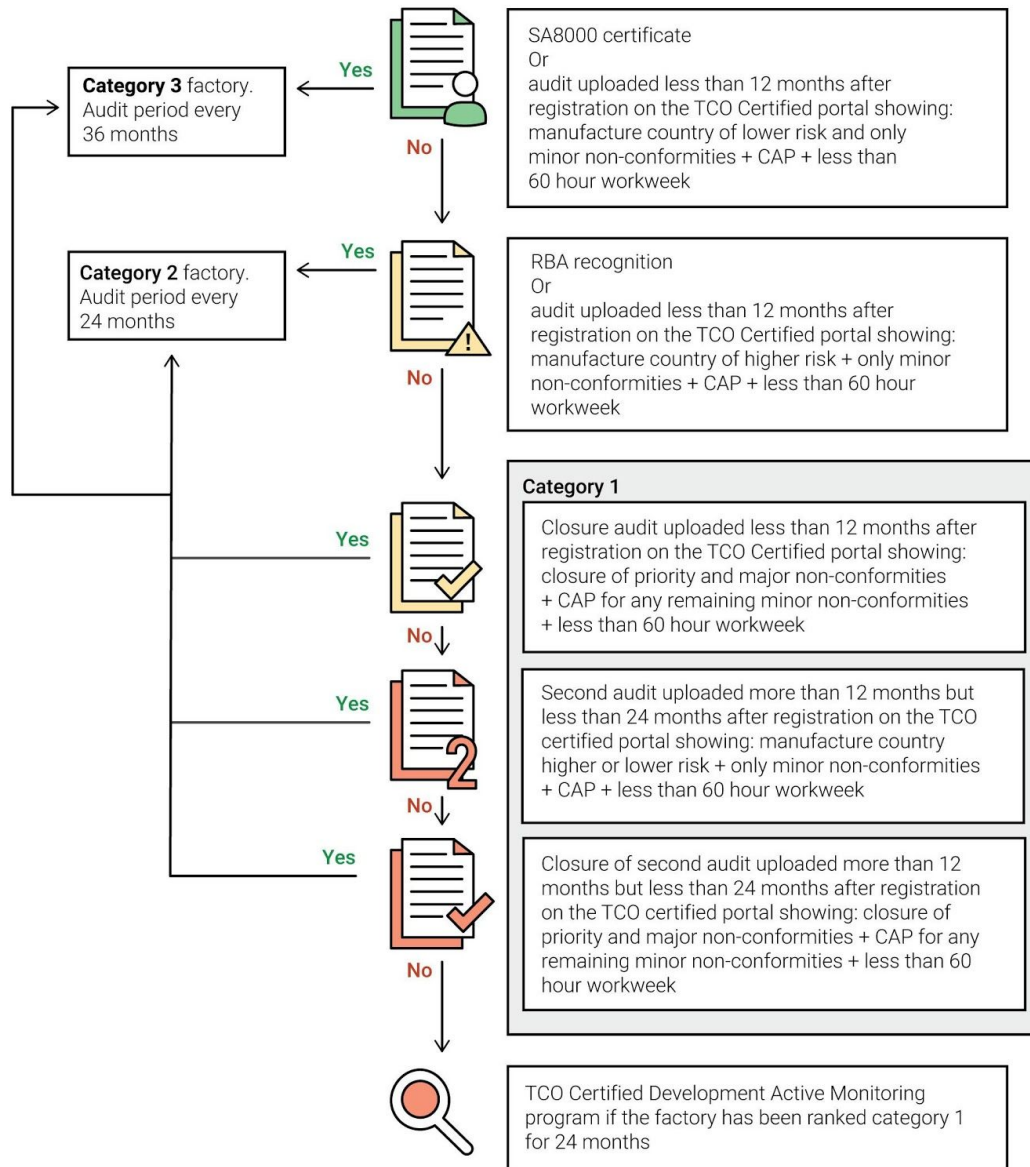 SA8000 certificate
Or
audit uploaded less than 12 months after
registration on the TCO Certified portal showing:
manufacture country of lower risk and only
minor non-conformities + CAP + less than
60 hour workweek
Yes
Category 3 factory.
Audit period every
36 months
No
RBA recognition
Or
audit uploaded less than 12 months after
registration on the TCO Certified portal showing:
manufacture country of higher risk + only minor
non-conformities + CAP + less than 60 hour
workweek
Yes
Category 2 factory.
Audit period every
24 months
!
No
Category 1
Closure audit uploaded less than 12 months after
registration on the TCO Certified portal showing:
closure of priority and major non-conformities
+ CAP for any remaining minor non-conformities
+ less than 60 hour workweek
Yes
No
Second audit uploaded more than 12 months but
less than 24 months after registration on the TCO
certified portal showing: manufacture country
higher or lower risk + only minor non-conformities
+ CAP + less than 60 hour workweek
Yes
2
No
Closure of second audit uploaded more than 12
months but less than 24 months after registration
on the TCO certified portal showing: closure of
priority and major non-conformities + CAP for any
remaining minor non-conformities + less than 60
hour workweek
Yes
No
TCO Certified Development Active Monitoring
program if the factory has been ranked category 1
for 24 months